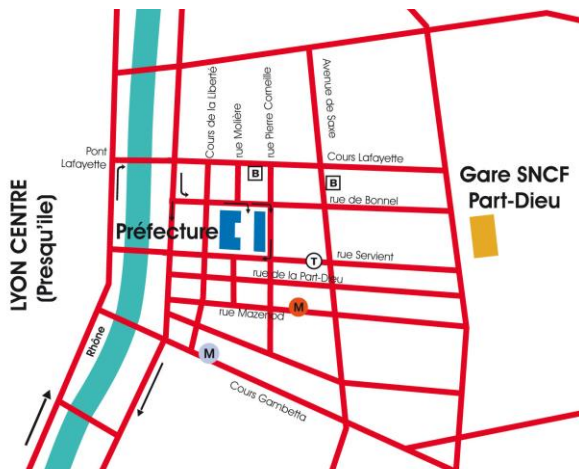 Cours de la Liberté
rue Molière
rue Pierre Corneille
Avenue de Saxe
Pont
Lafayette
Cours Lafayette
B
B
rue de Bonnel
Gare SNCF
Part-Dieu
Préfecture
LYON CENTRE
(Presqu'ile)
T
rue Servient
rue de la Part-Dieu
M
rue Mazenod
Rhône
M
Cours Gambetta